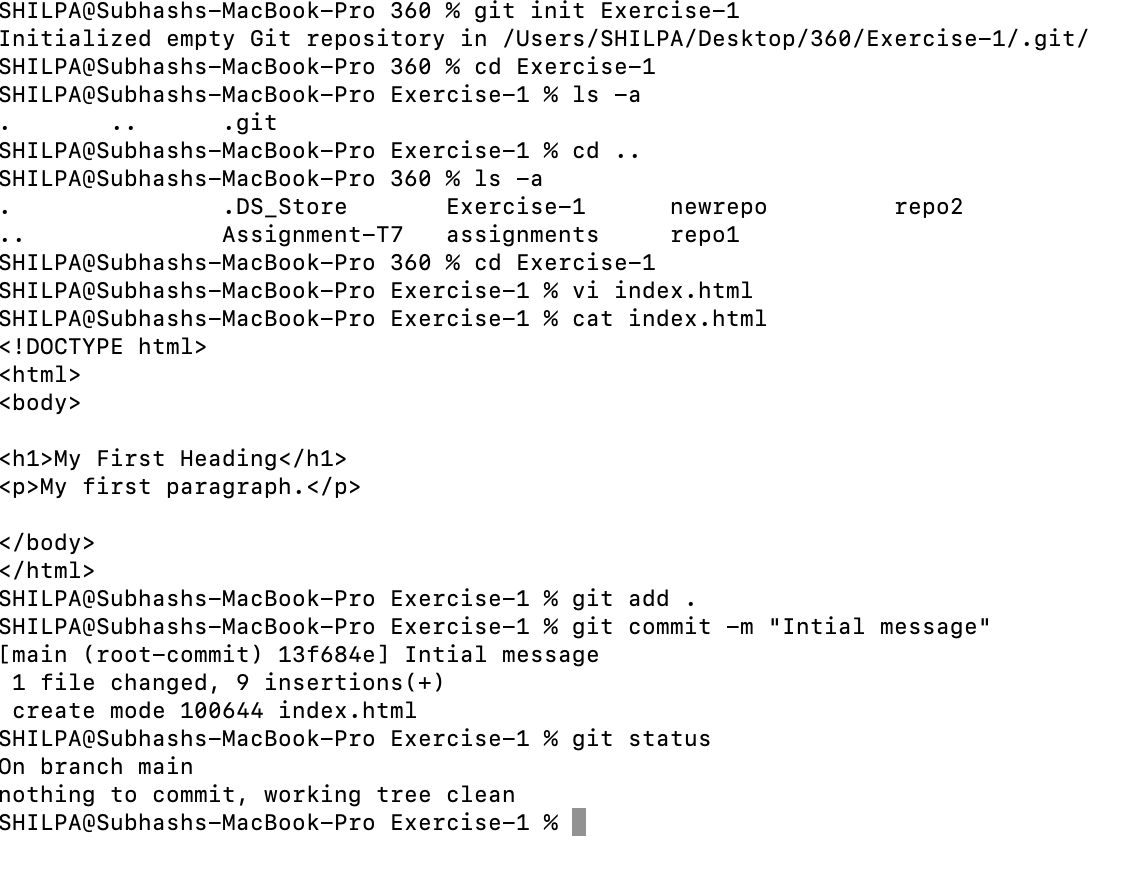 SHILPA@Subhashs-MacBook-Pro 360 % git init Exercise-1
Initialized empty Git repository in /Users/SHILPA/Desktop/360/Exercise-1/.git/
SHILPA@Subhashs-MacBook-Pro 360 % cd Exercise-1
SHILPA@Subhashs-MacBook-Pro Exercise-1 % ls -a
.       ..      .git
SHILPA@Subhashs-MacBook-Pro Exercise-1 % cd ..
SHILPA@Subhashs-MacBook-Pro 360 % ls -a
.               .DS_Store       Exercise-1      newrepo         repo2
..              Assignment-T7   assignments     repo1
SHILPA@Subhashs-MacBook-Pro 360 % cd Exercise-1
SHILPA@Subhashs-MacBook-Pro Exercise-1 % vi index.html
SHILPA@Subhashs-MacBook-Pro Exercise-1 % cat index.html
<!DOCTYPE html>
<html>
<body>

<h1>My First Heading</h1>
<p>My first paragraph.</p>

</body>
</html>
SHILPA@Subhashs-MacBook-Pro Exercise-1 % git add .
SHILPA@Subhashs-MacBook-Pro Exercise-1 % git commit -m "Intial message"
[main (root-commit) 13f684e] Intial message
 1 file changed, 9 insertions(+)
 create mode 100644 index.html
SHILPA@Subhashs-MacBook-Pro Exercise-1 % git status
On branch main
nothing to commit, working tree clean
SHILPA@Subhashs-MacBook-Pro Exercise-1 %